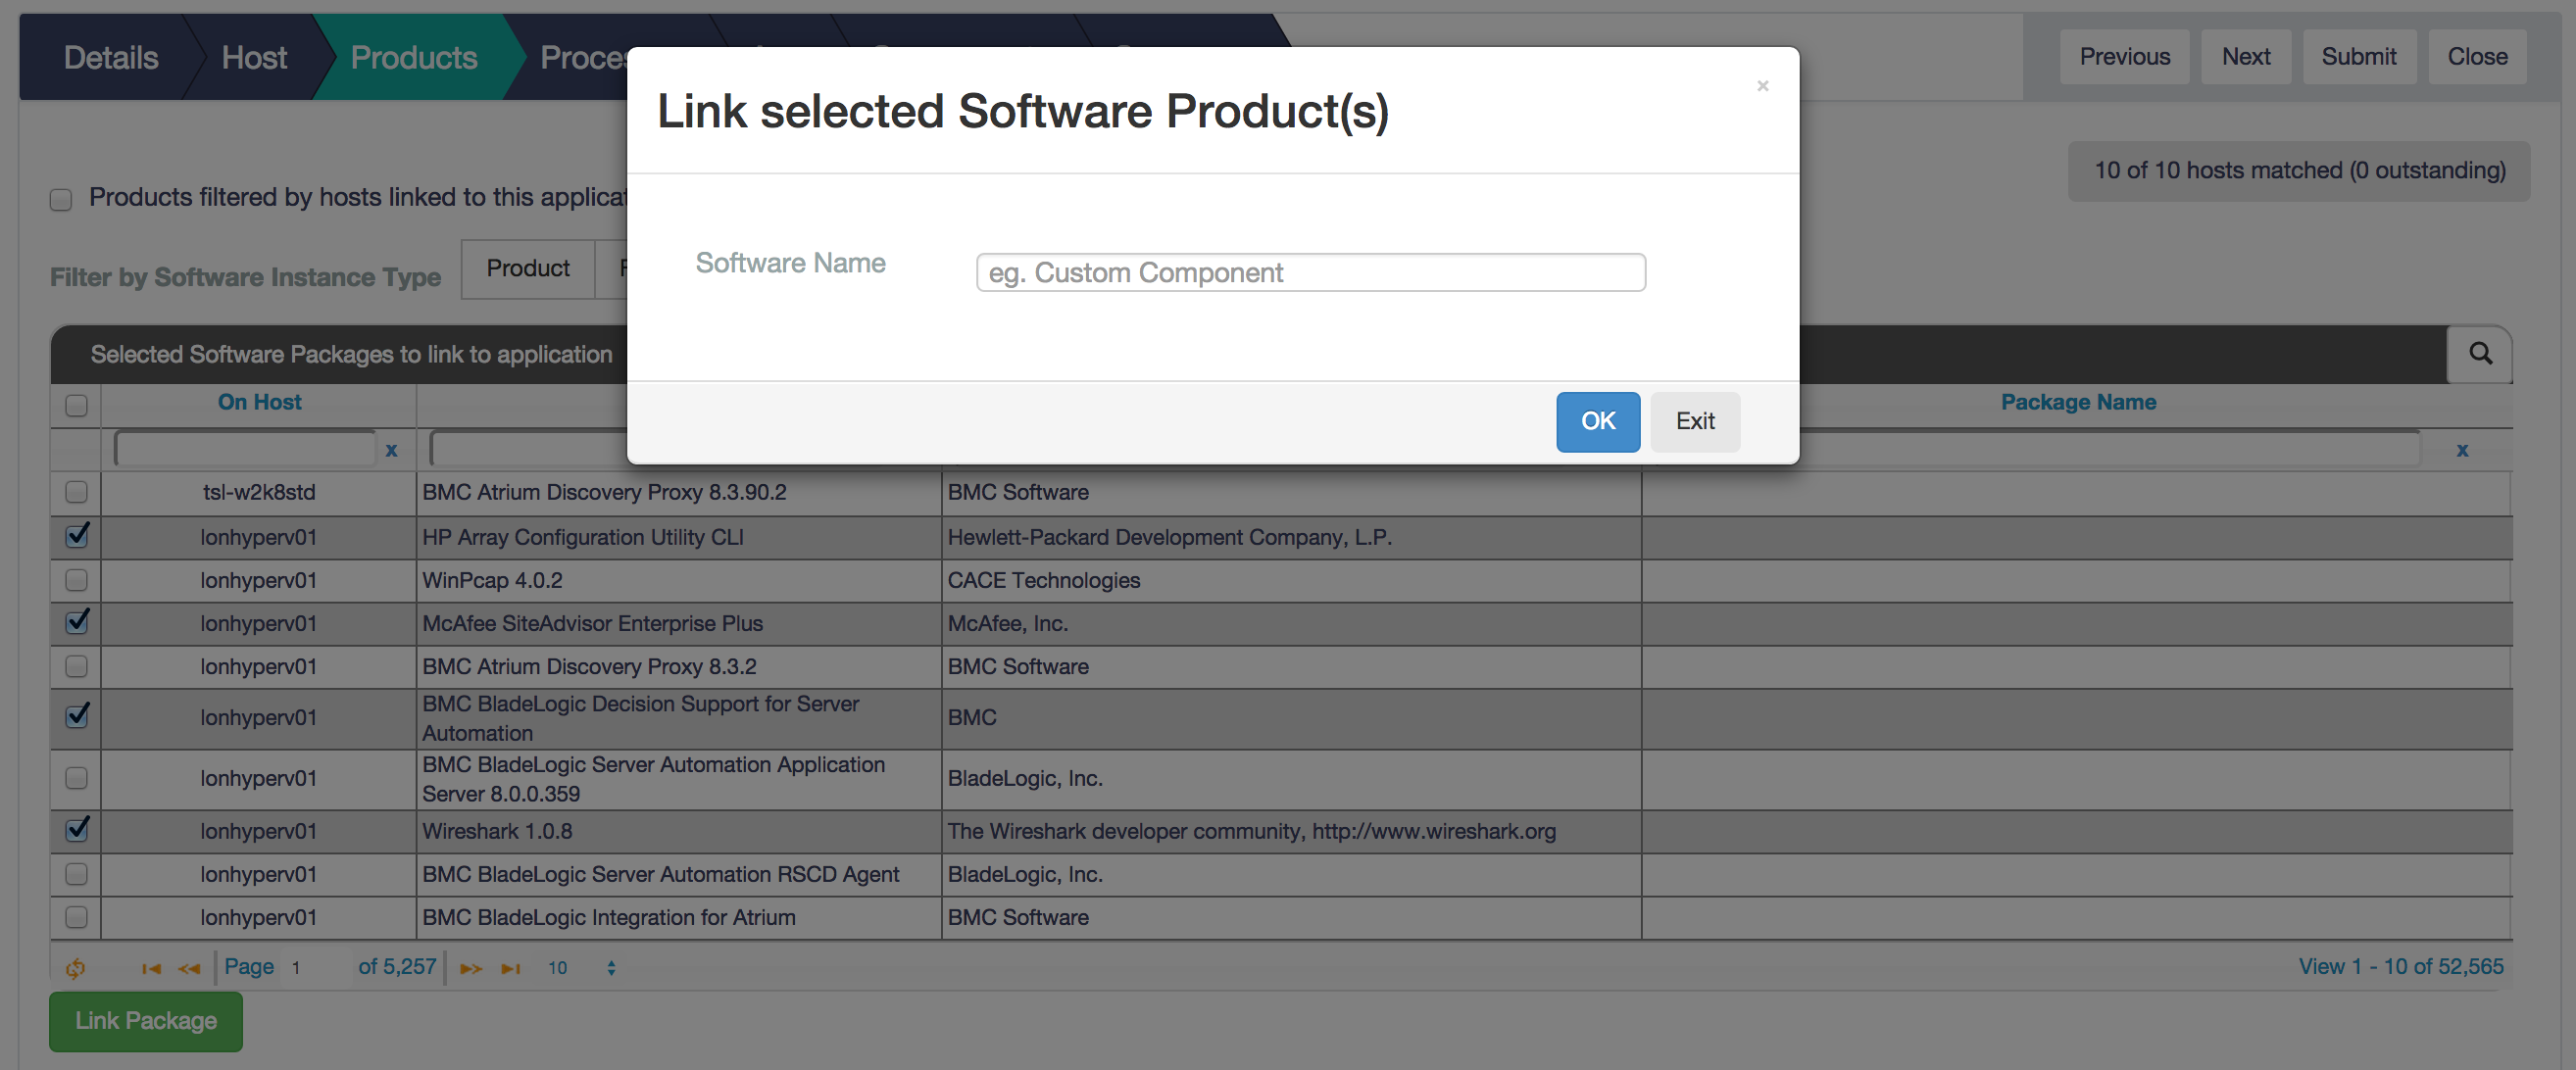 Details
Host
Products
Previous
Next
Submit
Close
×
Link selected Software Product(s)
10 of 10 hosts matched (0 outstanding)
Products filtered by hosts linked to this
Software Name
eg. Custom Component
Filter by Software Instance Type
Product
Selected Software Packages to link to application
OK
Exit
On Host
Package Name
x
x
tsl-w2k8std BMC Atrium Discovery Proxy 8.3.90.2 BMC Software
lonhyperv01 HP Array Configuration Utility CLI Hewlett-Packard Development Company, L.P.
lonhyperv01 WinPcap 4.0.2 CACE Technologies
lonhyperv01 McAfee SiteAdvisor Enterprise Plus McAfee, Inc.
lonhyperv01 BMC Atrium Discovery Proxy 8.3.2 BMC Software
BMC BladeLogic Decision Support for Server
lonhyperv01 BMC
Automation
BMC BladeLogic Server Automation Application
lonhyperv01 BladeLogic, Inc.
Server 8.0.0.359
lonhyperv01 Wireshark 1.0.8 The Wireshark developer community, http://www.wireshark.org
lonhyperv01 BMC BladeLogic Server Automation RSCD Agent BladeLogic, Inc.
lonhyperv01 BMC BladeLogic Integration for Atrium BMC Software
Page 1 of 5,257 10 View 1 - 10 of 52,565
Link Package